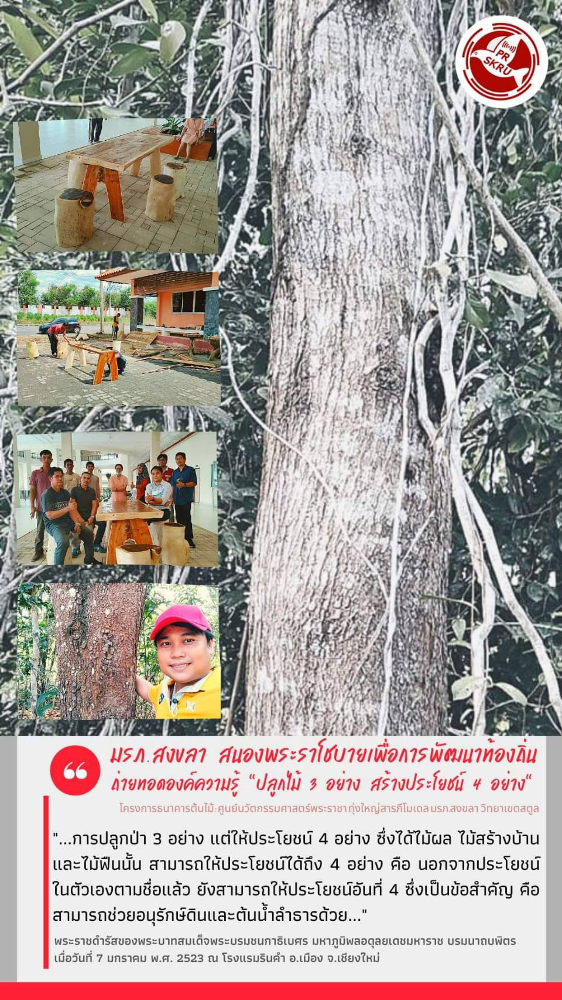 PR
SKRU
มรภ.สงขลา สนองพระราโชบายเพื่อการพัฒนาท้องถิ่น
ถ่ายทอดองค์ความรู้ "ปลูกไม้ 3 อย่าง สร้างประโยชน์ 4 อย่าง"
โครงการธนาคารต้นไม้:ศูนย์นวัตกรรมศาสตร์พระราชา ทุ่งใหญ่สารภีโมเดล มรภ.สงขลา วิทยาเขตสตูล
"...การปลูกป่า 3 อย่าง แต่ให้ประโยชน์ 4 อย่าง ซึ่งได้ไม้ผล ไม้สร้างบ้าน
และไม้ฟืนนั้น สามารถให้ประโยชน์ได้ถึง 4 อย่าง คือ นอกจากประโยชน์
ในตัวเองตามชื่อแล้ว ยังสามารถให้ประโยชน์อันที่ 4 ซึ่งเป็นข้อสำคัญ คือ
สามารถช่วยอนุรักษ์ดินและต้นน้ำลำธารด้วย..."
พระราชดำรัสของพระบาทสมเด็จพระบรมชนกาธิเบศร มหาภูมิพลอดุลยเดชมหาราช บรมนาถบพิตร
เมื่อวันที่ 7 มกราคม พ.ศ. 2523 ณ โรงแรมรินคำ อ.เมือง จ.เชียงใหม่